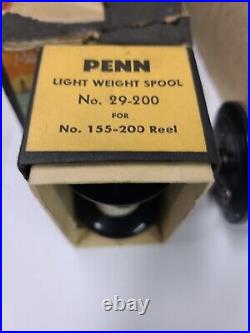 PENN
LIGHT WEIGHT SPOOL
No. 29-200
FOR
No. 155-200 Reel